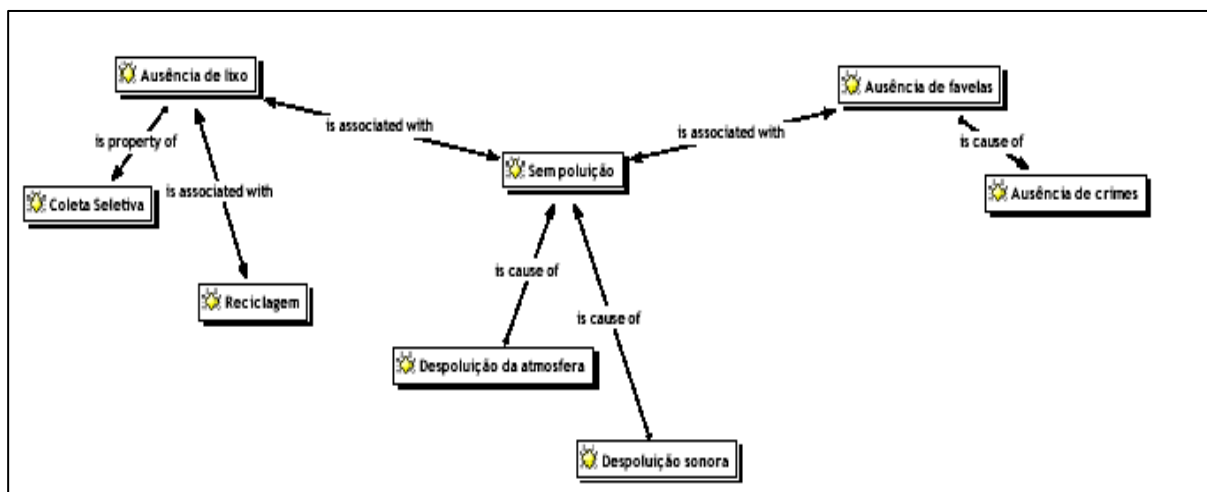 Ausência de lixo
Ausência de favelas
is associated with
is associated with
is property of
is cause of
Sem poluição
is associated with
Coleta Seletiva
Ausência de crimes
is cause of
Reciclagem
is cause of
Despoluição da atmosfera
Despoluição sonora